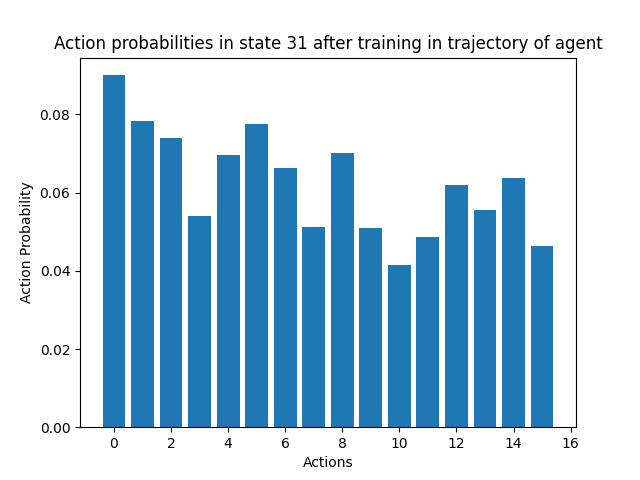 Action probabilities in state 31 after training in trajectory of agent
Action Probability
0.08
0.06
0.04
0.02
0.00
0 2 4 6 8 10 12 14 16
Actions